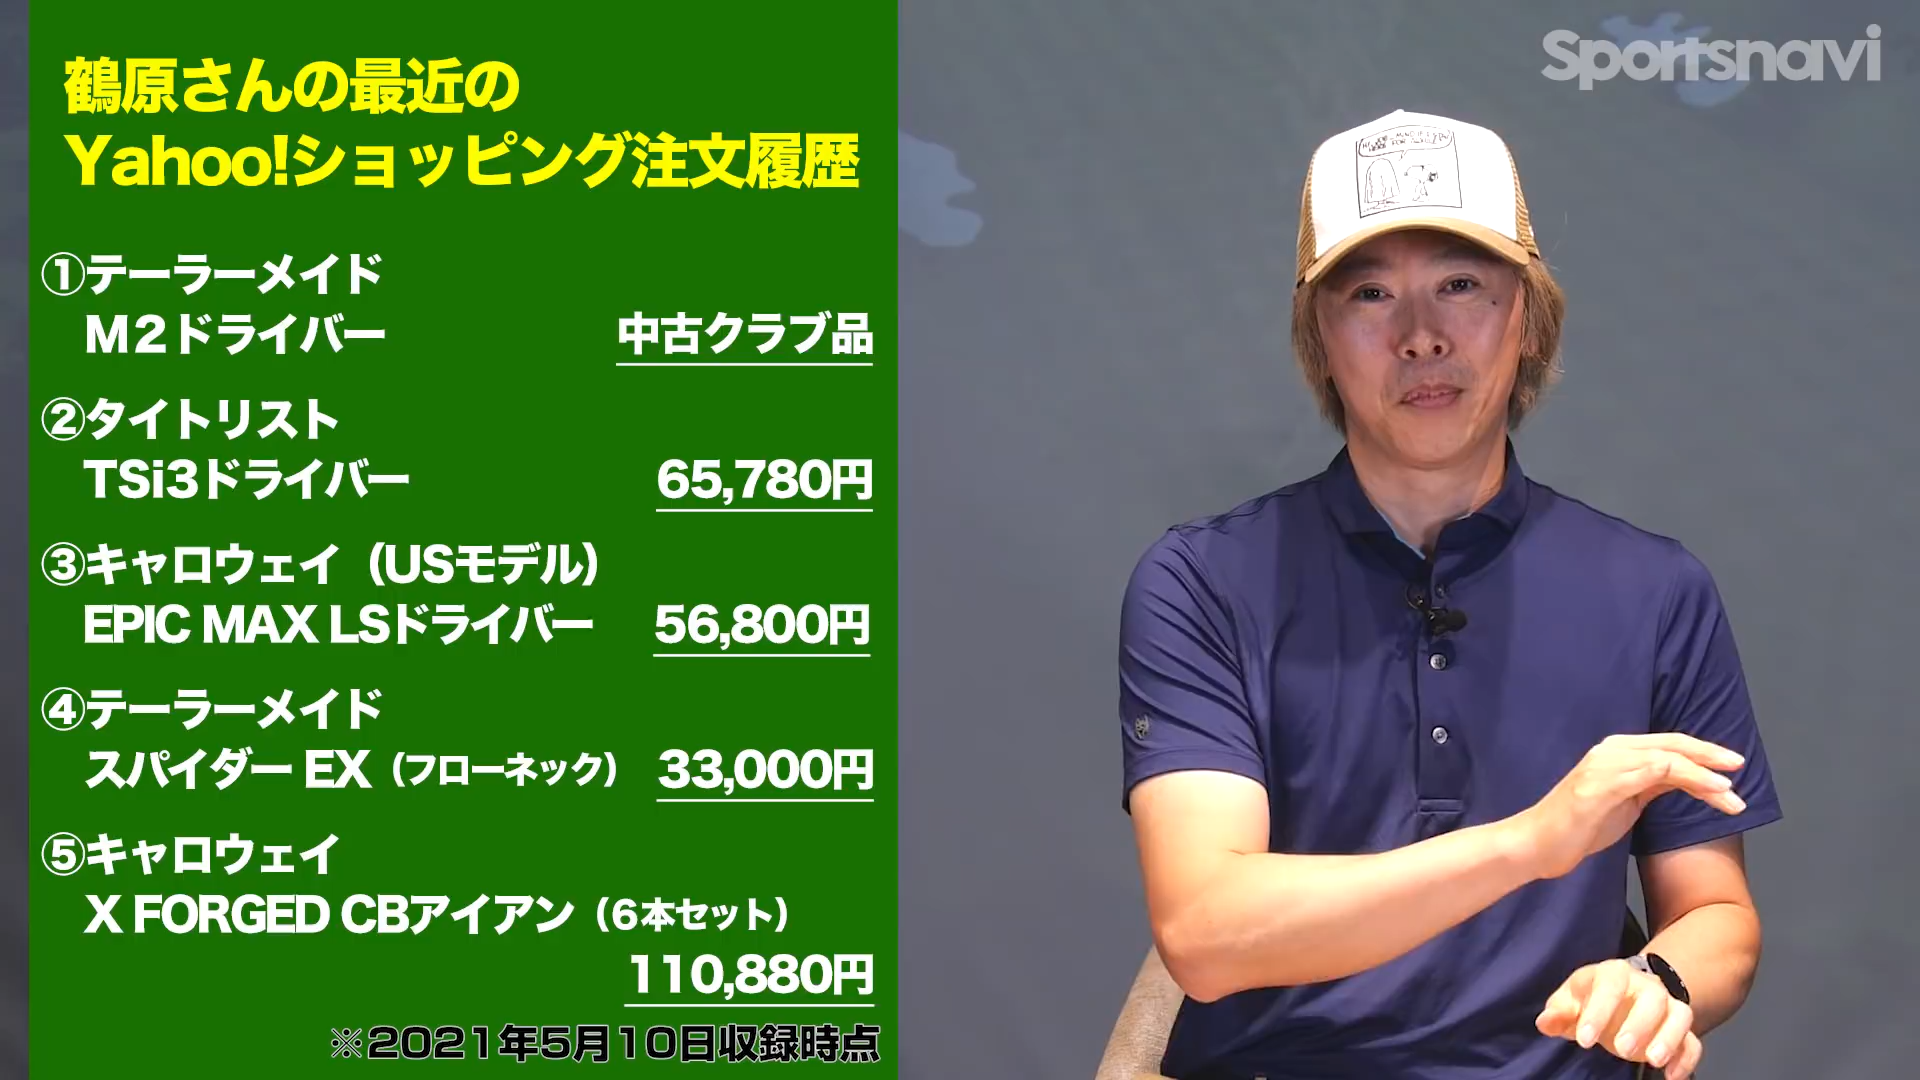 鶴原さんの最近の
Yahoo!ショッピング注文履歴
①テーラーメイド
M2ドライバー 中古クラブ品
②タイトリスト
TSi3ドライバー 65,780円
③キャロウェイ（USモデル）
EPIC MAX LSドライバー 56,800円
④テーラーメイド
スパイダー EX（フローネック） 33,000円
⑤キャロウェイ
X FORGED CBアイアン（6本セット）
110,880円
※2021年5月10日収録時点
Sportsnavi